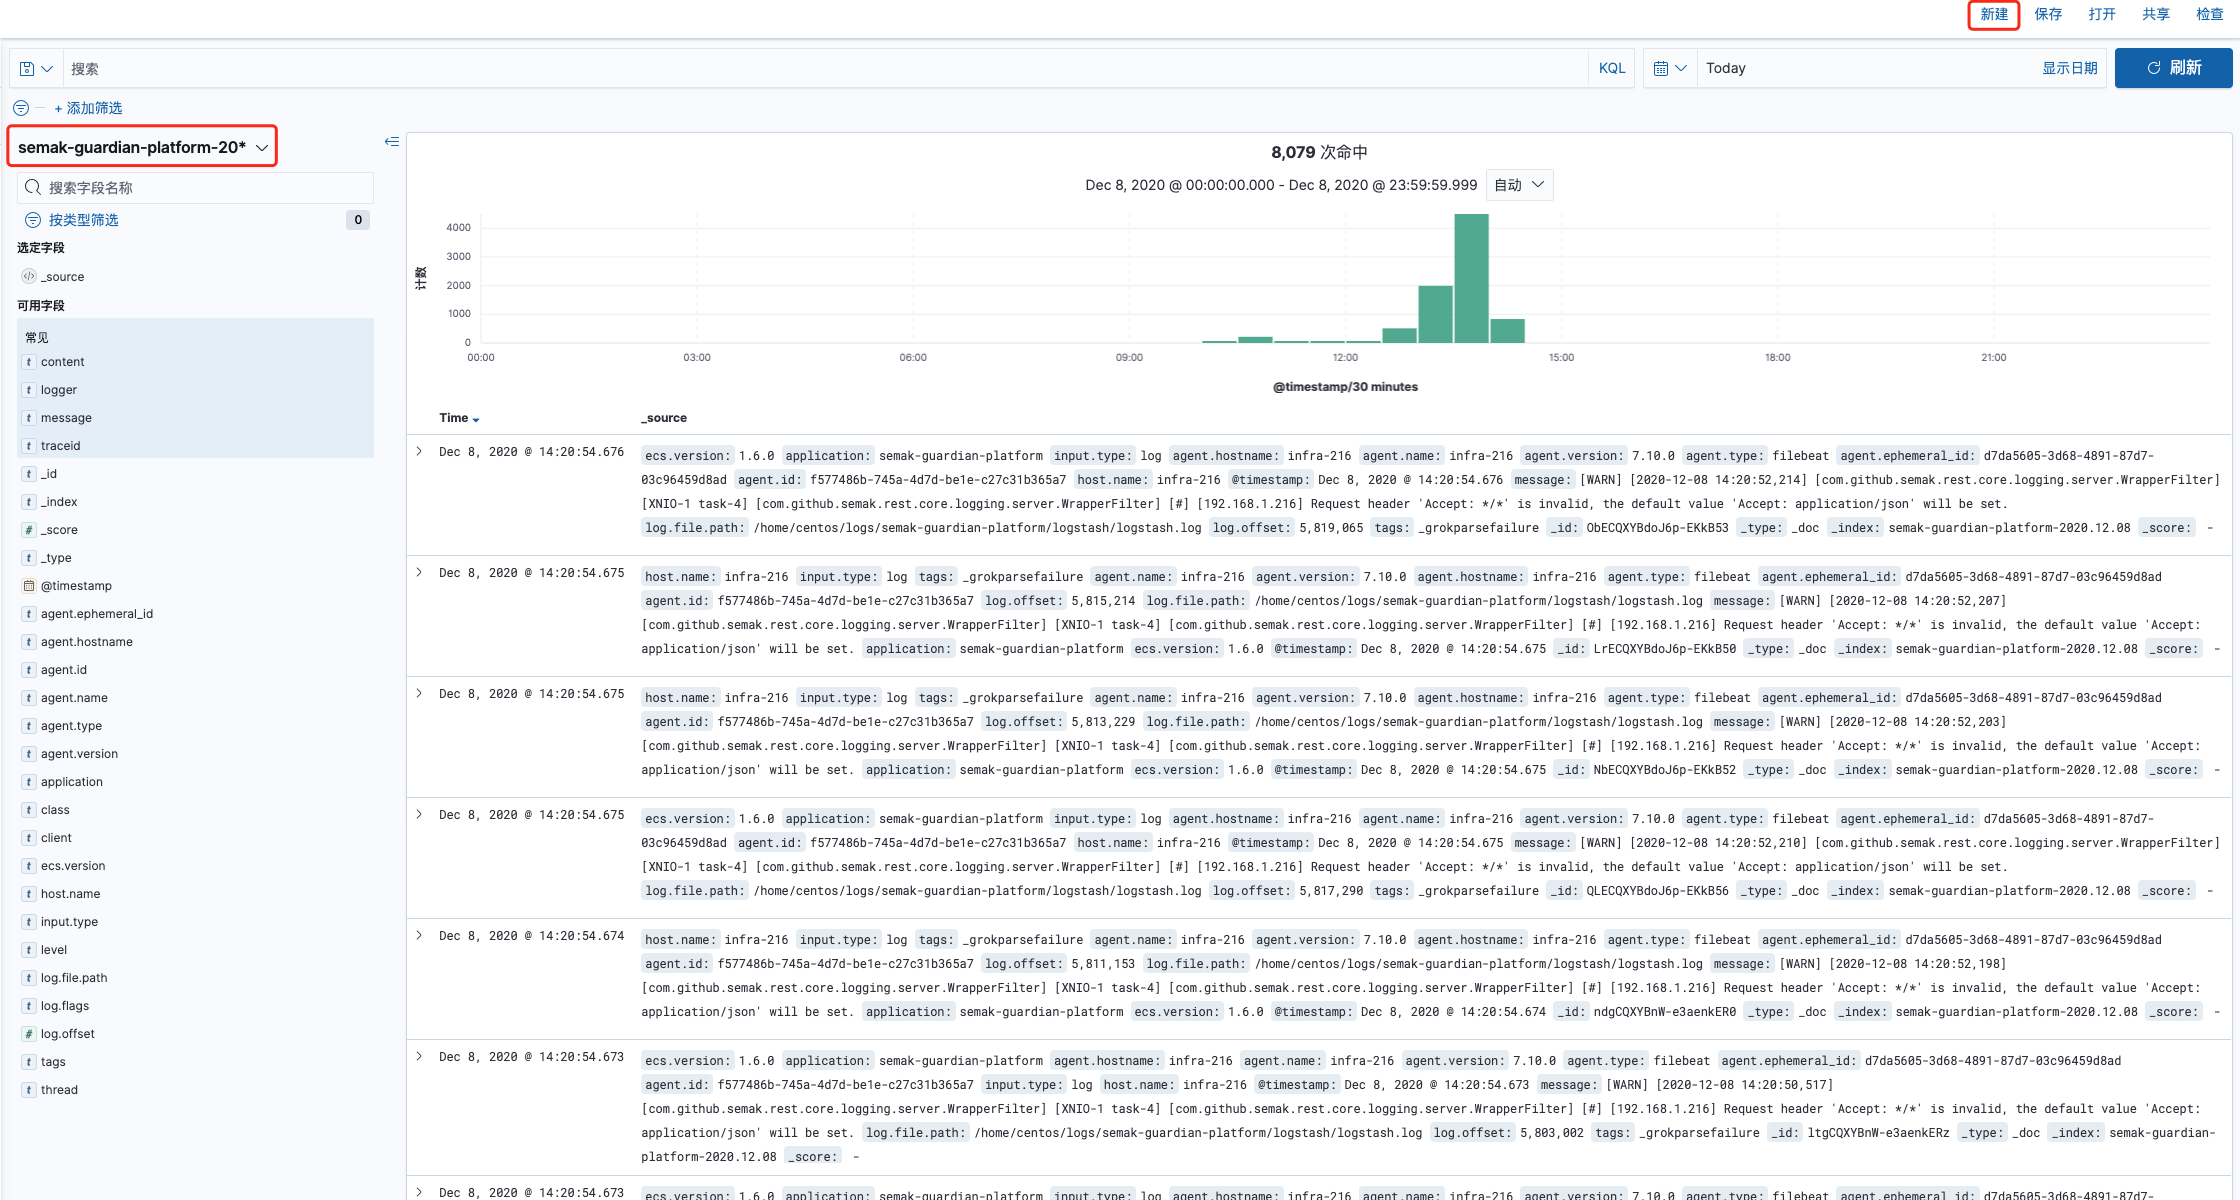 新建 保存 打开 共享 检查
搜索 KQL Today 显示日期 刷新
+ 添加筛选
semak-guardian-platform-20*
搜索字段名称
按类型筛选 0
选定字段
_source
可用字段
常见
t content
t logger
t message
t traceid
t _id
t _index
# _score
t _type
@timestamp
t agent.ephemeral_id
t agent.hostname
t agent.id
t agent.name
t agent.type
t agent.version
t application
t class
t client
t ecs.version
t host.name
t input.type
t level
t log.file.path
t log.flags
# log.offset
t tags
t thread
8,079 次命中
Dec 8, 2020 @ 00:00:00.000 - Dec 8, 2020 @ 23:59:59.999 自动
计数
4000
3000
2000
1000
0
00:00 03:00 06:00 09:00 12:00 15:00 18:00 21:00
@timestamp/30 minutes
Time _source
Dec 8, 2020 @ 14:20:54.676 ecs.version: 1.6.0 application: semak-guardian-platform input.type: log agent.hostname: infra-216 agent.name: infra-216 agent.version: 7.10.0 agent.type: filebeat agent.ephemeral_id: d7da5605-3d68-4891-87d7-
03c96459d8ad agent.id: f577486b-745a-4d7d-be1e-c27c31b365a7 host.name: infra-216 @timestamp: Dec 8, 2020 @ 14:20:54.676 message: [WARN] [2020-12-08 14:20:52,214] [com.github.semak.rest.core.logging.server.WrapperFilter]
[XNIO-1 task-4] [com.github.semak.rest.core.logging.server.WrapperFilter] [#] [192.168.1.216] Request header 'Accept: */*' is invalid, the default value 'Accept: application/json' will be set.
log.file.path: /home/centos/logs/semak-guardian-platform/logstash/logstash.log log.offset: 5,819,065 tags: _grokparsefailure _id: ObECQXYBdoJ6p-EKkB53 _type: _doc _index: semak-guardian-platform-2020.12.08 _score: -
Dec 8, 2020 @ 14:20:54.675 host.name: infra-216 input.type: log tags: _grokparsefailure agent.name: infra-216 agent.version: 7.10.0 agent.hostname: infra-216 agent.type: filebeat agent.ephemeral_id: d7da5605-3d68-4891-87d7-03c96459d8ad
agent.id: f577486b-745a-4d7d-be1e-c27c31b365a7 log.offset: 5,815,214 log.file.path: /home/centos/logs/semak-guardian-platform/logstash/logstash.log message: [WARN] [2020-12-08 14:20:52,207]
[com.github.semak.rest.core.logging.server.WrapperFilter] [XNIO-1 task-4] [com.github.semak.rest.core.logging.server.WrapperFilter] [#] [192.168.1.216] Request header 'Accept: */*' is invalid, the default value 'Accept:
application/json' will be set. application: semak-guardian-platform ecs.version: 1.6.0 @timestamp: Dec 8, 2020 @ 14:20:54.675 _id: LrECQXYBdoJ6p-EKkB50 _type: _doc _index: semak-guardian-platform-2020.12.08 _score: -
Dec 8, 2020 @ 14:20:54.675 host.name: infra-216 input.type: log tags: _grokparsefailure agent.name: infra-216 agent.version: 7.10.0 agent.hostname: infra-216 agent.type: filebeat agent.ephemeral_id: d7da5605-3d68-4891-87d7-03c96459d8ad
agent.id: f577486b-745a-4d7d-be1e-c27c31b365a7 log.offset: 5,813,229 log.file.path: /home/centos/logs/semak-guardian-platform/logstash/logstash.log message: [WARN] [2020-12-08 14:20:52,203]
[com.github.semak.rest.core.logging.server.WrapperFilter] [XNIO-1 task-4] [com.github.semak.rest.core.logging.server.WrapperFilter] [#] [192.168.1.216] Request header 'Accept: */*' is invalid, the default value 'Accept:
application/json' will be set. application: semak-guardian-platform ecs.version: 1.6.0 @timestamp: Dec 8, 2020 @ 14:20:54.675 _id: NbECQXYBdoJ6p-EKkB52 _type: _doc _index: semak-guardian-platform-2020.12.08 _score: -
Dec 8, 2020 @ 14:20:54.675 ecs.version: 1.6.0 application: semak-guardian-platform input.type: log agent.hostname: infra-216 agent.name: infra-216 agent.version: 7.10.0 agent.type: filebeat agent.ephemeral_id: d7da5605-3d68-4891-87d7-
03c96459d8ad agent.id: f577486b-745a-4d7d-be1e-c27c31b365a7 host.name: infra-216 @timestamp: Dec 8, 2020 @ 14:20:54.675 message: [WARN] [2020-12-08 14:20:52,210] [com.github.semak.rest.core.logging.server.WrapperFilter]
[XNIO-1 task-4] [com.github.semak.rest.core.logging.server.WrapperFilter] [#] [192.168.1.216] Request header 'Accept: */*' is invalid, the default value 'Accept: application/json' will be set.
log.file.path: /home/centos/logs/semak-guardian-platform/logstash/logstash.log log.offset: 5,817,290 tags: _grokparsefailure _id: QLECQXYBdoJ6p-EKkB56 _type: _doc _index: semak-guardian-platform-2020.12.08 _score: -
Dec 8, 2020 @ 14:20:54.674 host.name: infra-216 input.type: log tags: _grokparsefailure agent.name: infra-216 agent.version: 7.10.0 agent.hostname: infra-216 agent.type: filebeat agent.ephemeral_id: d7da5605-3d68-4891-87d7-03c96459d8ad
agent.id: f577486b-745a-4d7d-be1e-c27c31b365a7 log.offset: 5,811,153 log.file.path: /home/centos/logs/semak-guardian-platform/logstash/logstash.log message: [WARN] [2020-12-08 14:20:52,198]
[com.github.semak.rest.core.logging.server.WrapperFilter] [XNIO-1 task-4] [com.github.semak.rest.core.logging.server.WrapperFilter] [#] [192.168.1.216] Request header 'Accept: */*' is invalid, the default value 'Accept:
application/json' will be set. application: semak-guardian-platform ecs.version: 1.6.0 @timestamp: Dec 8, 2020 @ 14:20:54.674 _id: ndgCQXYBnW-e3aenkER0 _type: _doc _index: semak-guardian-platform-2020.12.08 _score: -
Dec 8, 2020 @ 14:20:54.673 ecs.version: 1.6.0 application: semak-guardian-platform agent.hostname: infra-216 agent.name: infra-216 agent.version: 7.10.0 agent.type: filebeat agent.ephemeral_id: d7da5605-3d68-4891-87d7-03c96459d8ad
agent.id: f577486b-745a-4d7d-be1e-c27c31b365a7 input.type: log host.name: infra-216 @timestamp: Dec 8, 2020 @ 14:20:54.673 message: [WARN] [2020-12-08 14:20:50,517]
[com.github.semak.rest.core.logging.server.WrapperFilter] [XNIO-1 task-4] [com.github.semak.rest.core.logging.server.WrapperFilter] [#] [192.168.1.216] Request header 'Accept: */*' is invalid, the default value 'Accept:
application/json' will be set. log.file.path: /home/centos/logs/semak-guardian-platform/logstash/logstash.log log.offset: 5,803,002 tags: _grokparsefailure _id: ltgCQXYBnW-e3aenkERz _type: _doc _index: semak-guardian-
platform-2020.12.08 _score: -
Dec 8, 2020 @ 14:20:54.673 ecs.version: 1.6.0 application: semak-guardian-platform input.type: log agent.hostname: infra-216 agent.name: infra-216 agent.version: 7.10.0 agent.type: filebeat agent.ephemeral_id: d7da5605-3d68-4891-87d7-